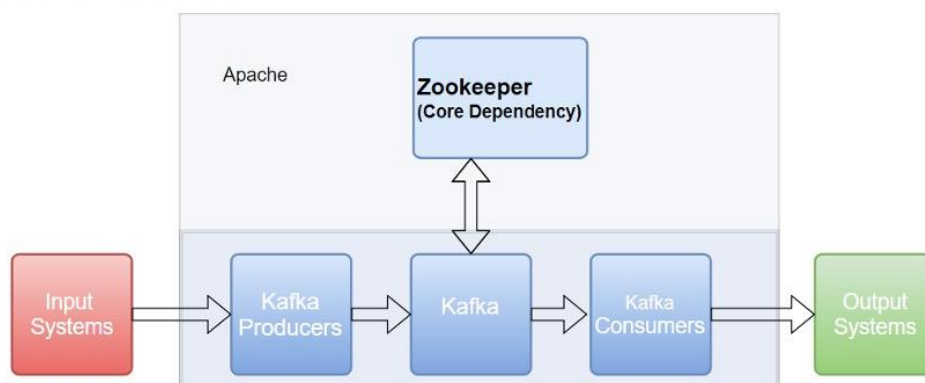 Apache
Zookeeper
(Core Dependency)
Input
Systems
Kafka
Producers
Kafka
Kafka
Consumers
Output
Systems